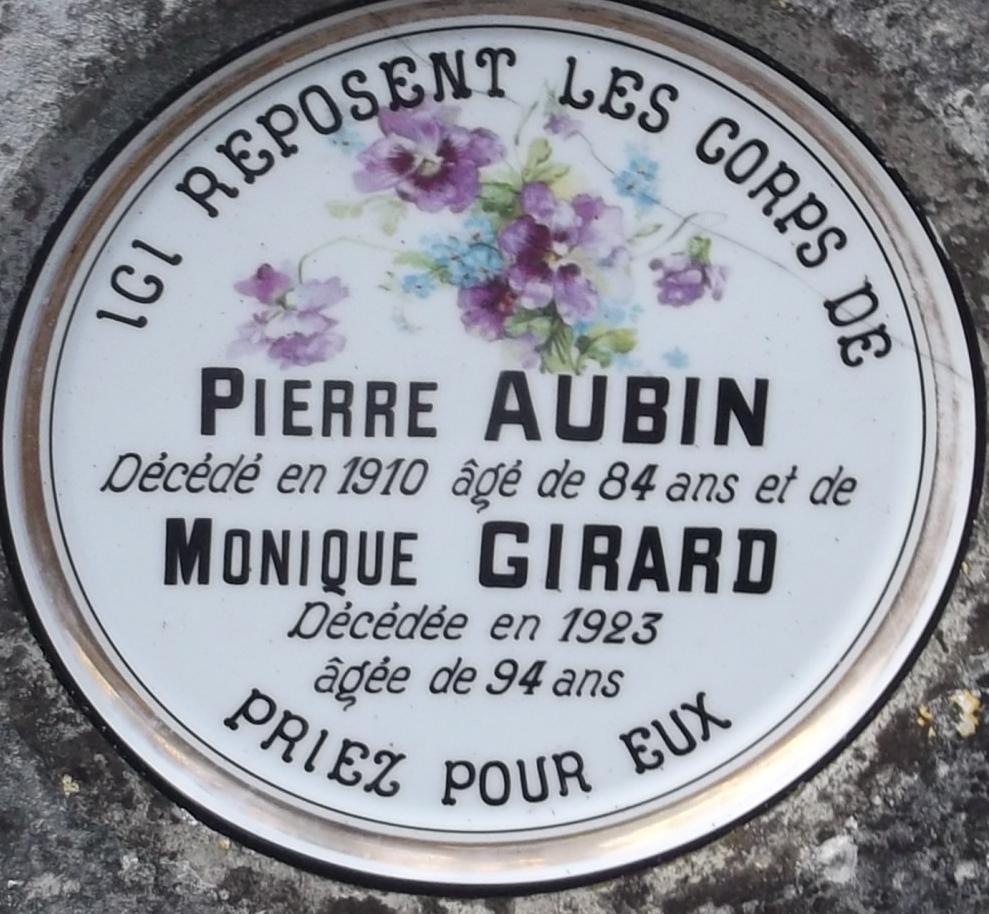 ICI REPOSENT LES CORPS DE
PIERRE AUBIN
Décédé en 1910 âgé de 84 ans et de
MONIQUE GIRARD
Décédée en 1923
âgée de 94 ans
PRIEZ POUR EUX